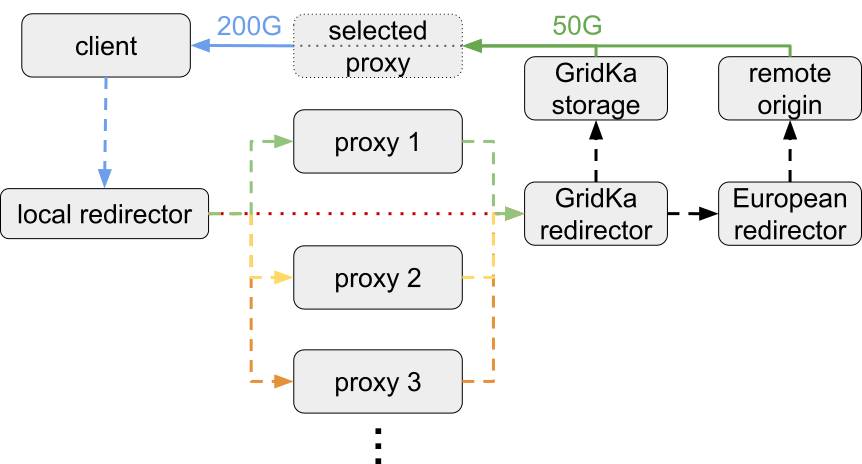 client
200G
selected
proxy
50G
GridKa
storage
remote
origin
proxy 1
local redirector
GridKa
redirector
European
redirector
proxy 2
proxy 3